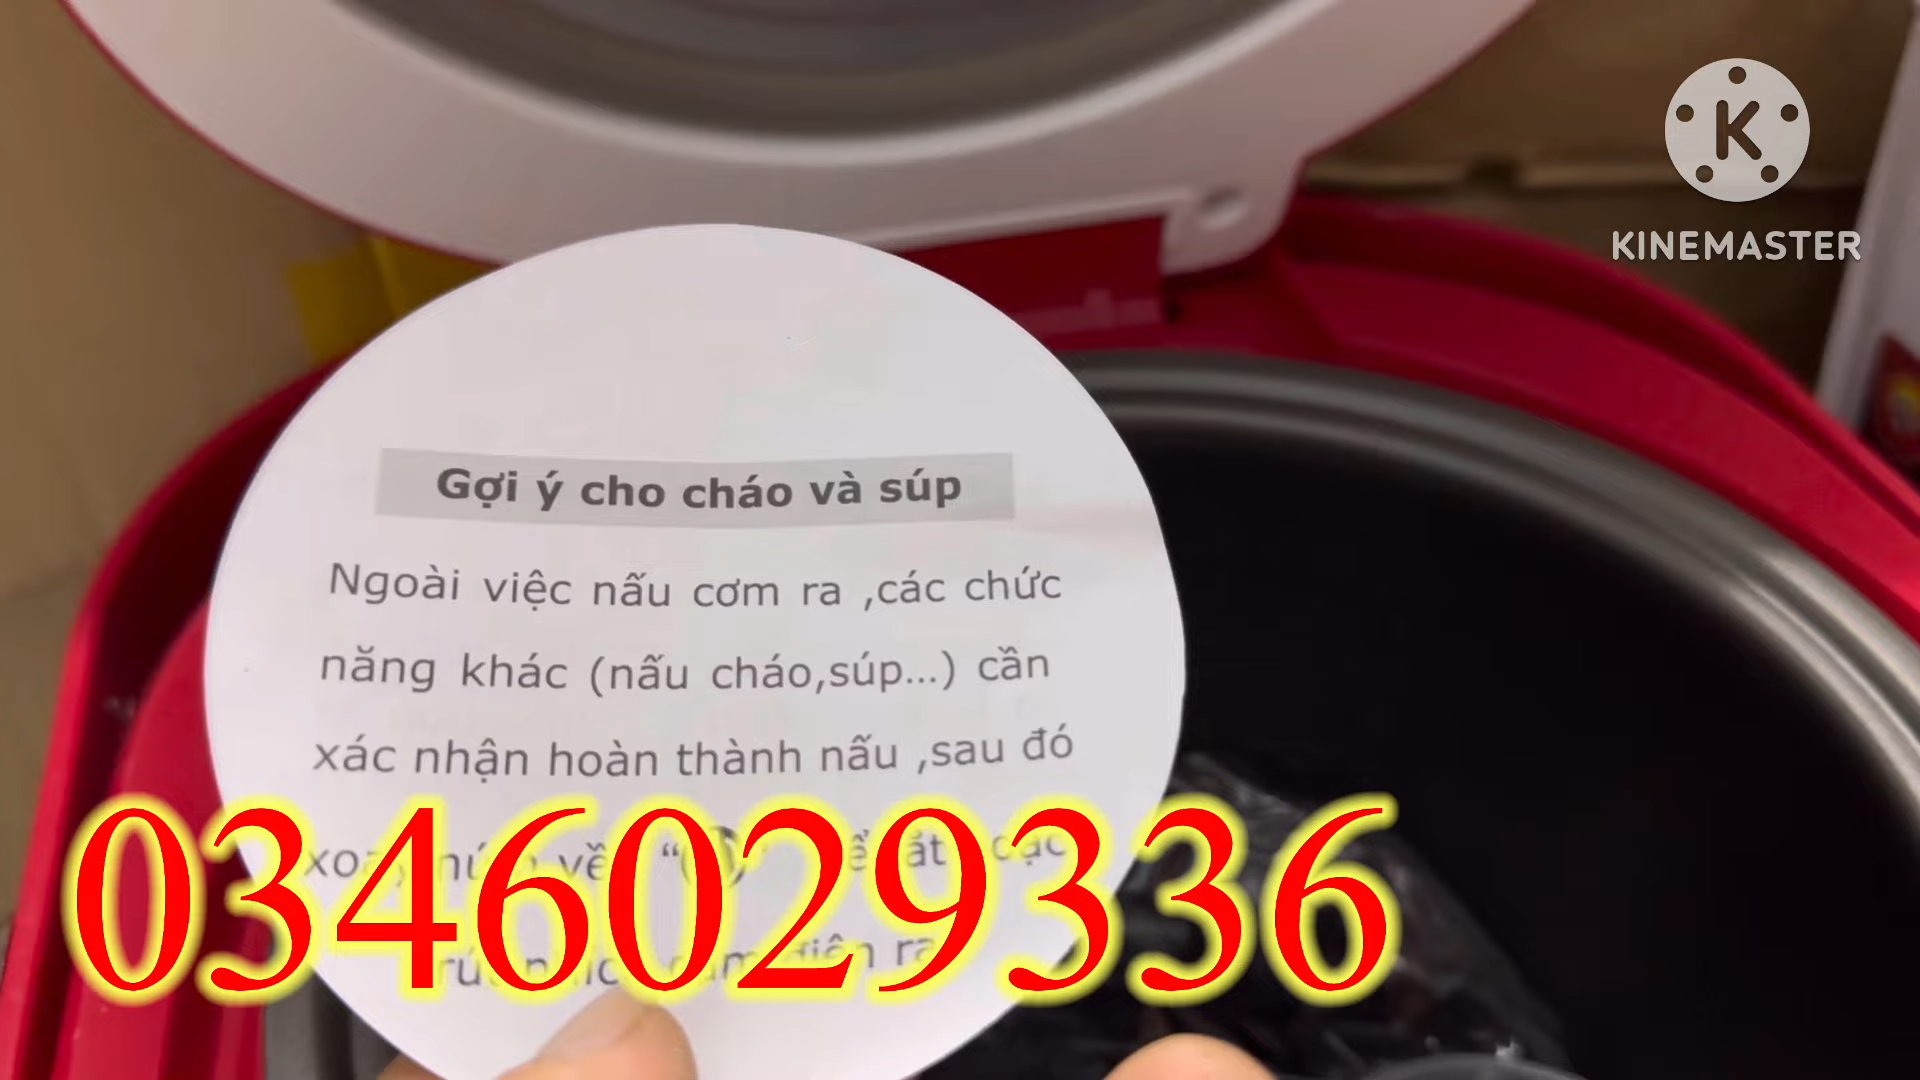 KINEMASTER
Gợi ý cho cháo và súp
Ngoài việc nấu cơm ra ,các chức
năng khác (nấu cháo,súp...) cần
xác nhận hoàn thành nấu ,sau đó
0346029336